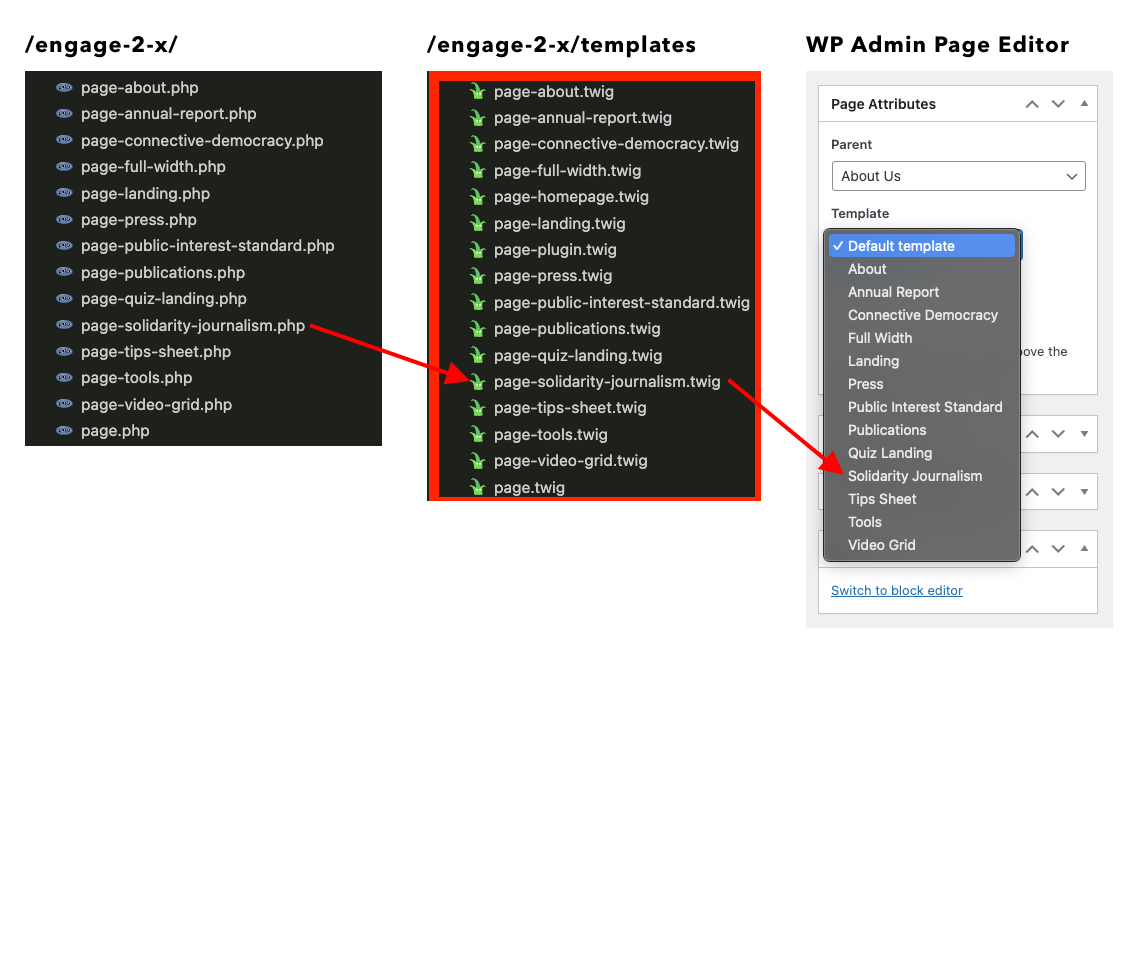 /engage-2-x/
page-about.php
page-annual-report.php
page-connective-democracy.php
page-full-width.php
page-landing.php
page-press.php
page-public-interest-standard.php
page-publications.php
page-quiz-landing.php
page-solidarity-journalism.php
page-tips-sheet.php
page-tools.php
page-video-grid.php
page.php
/engage-2-x/templates
page-about.twig
page-annual-report.twig
page-connective-democracy.twig
page-full-width.twig
page-homepage.twig
page-landing.twig
page-plugin.twig
page-press.twig
page-public-interest-standard.twig
page-publications.twig
page-quiz-landing.twig
page-solidarity-journalism.twig
page-tips-sheet.twig
page-tools.twig
page-video-grid.twig
page.twig
WP Admin Page Editor
Page Attributes
Parent
About Us
Template
Default template
About
Annual Report
Connective Democracy
Full Width
Landing
the
Press
Public Interest Standard
Publications
Quiz Landing
Solidarity Journalism
Tips Sheet
Tools
Video Grid
Switch to block editor